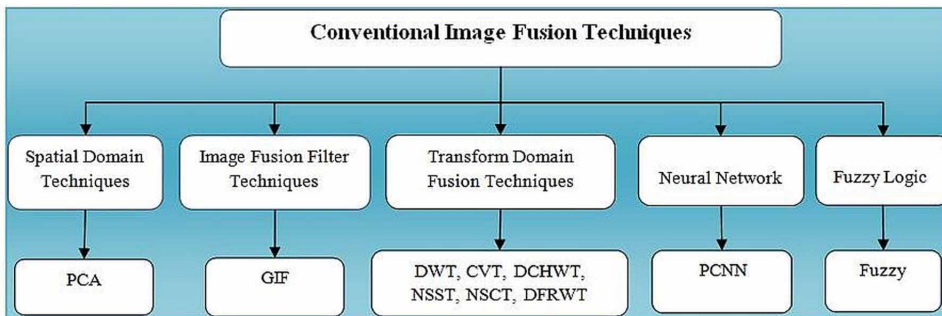 Conventional Image Fusion Techniques
Spatial Domain
Techniques
Image Fusion Filter
Techniques
Transform Domain
Fusion Techniques
Neural Network
Fuzzy Logic
PCA
GIF
DWT, CVT, DCHWT,
NSST, NSCT, DFRWT
PCNN
Fuzzy